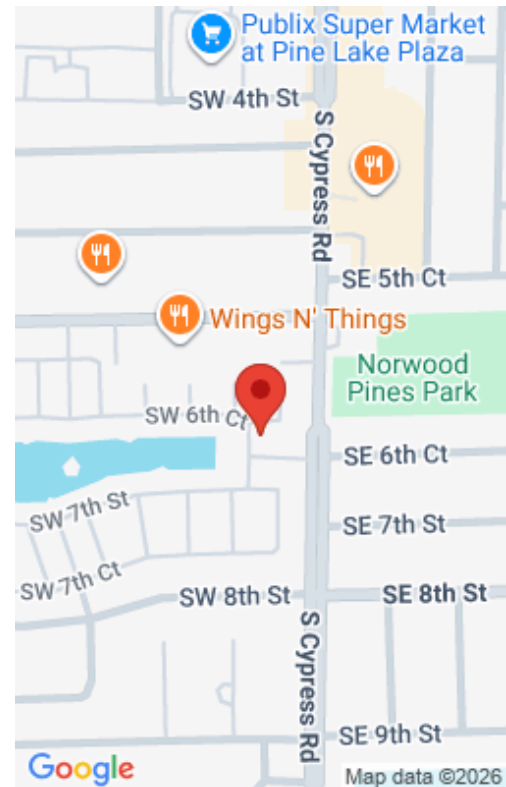 Publix Super Market
at Pine Lake Plaza
SW 4th St
S Cypress Rd
SE 5th Ct
Wings N' Things
Norwood
Pines Park
SW 6th Ct
SE 6th Ct
SW 7th St
SE 7th St
SW 7th Ct
SW 8th St
SE 8th St
S Cypress Rd
SE 9th St
Google
Map data ©2026